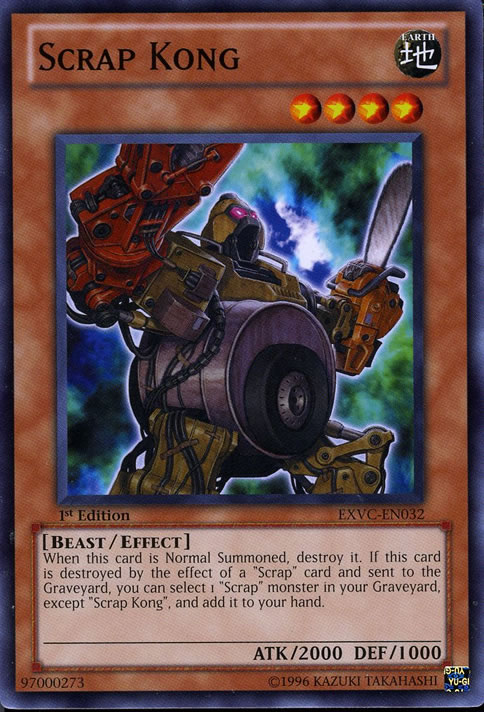 Scrap Kong
EARTH
地
1st Edition
EXVC-EN032
[Beast / Effect]
When this card is Normal Summoned, destroy it. If this card
is destroyed by the effect of a "Scrap" card and sent to the
Graveyard, you can select 1 "Scrap" monster in your Graveyard,
except "Scrap Kong", and add it to your hand.
ATK/2000 DEF/1000
97000273
©1996 KAZUKI TAKAHASHI
YU-GI